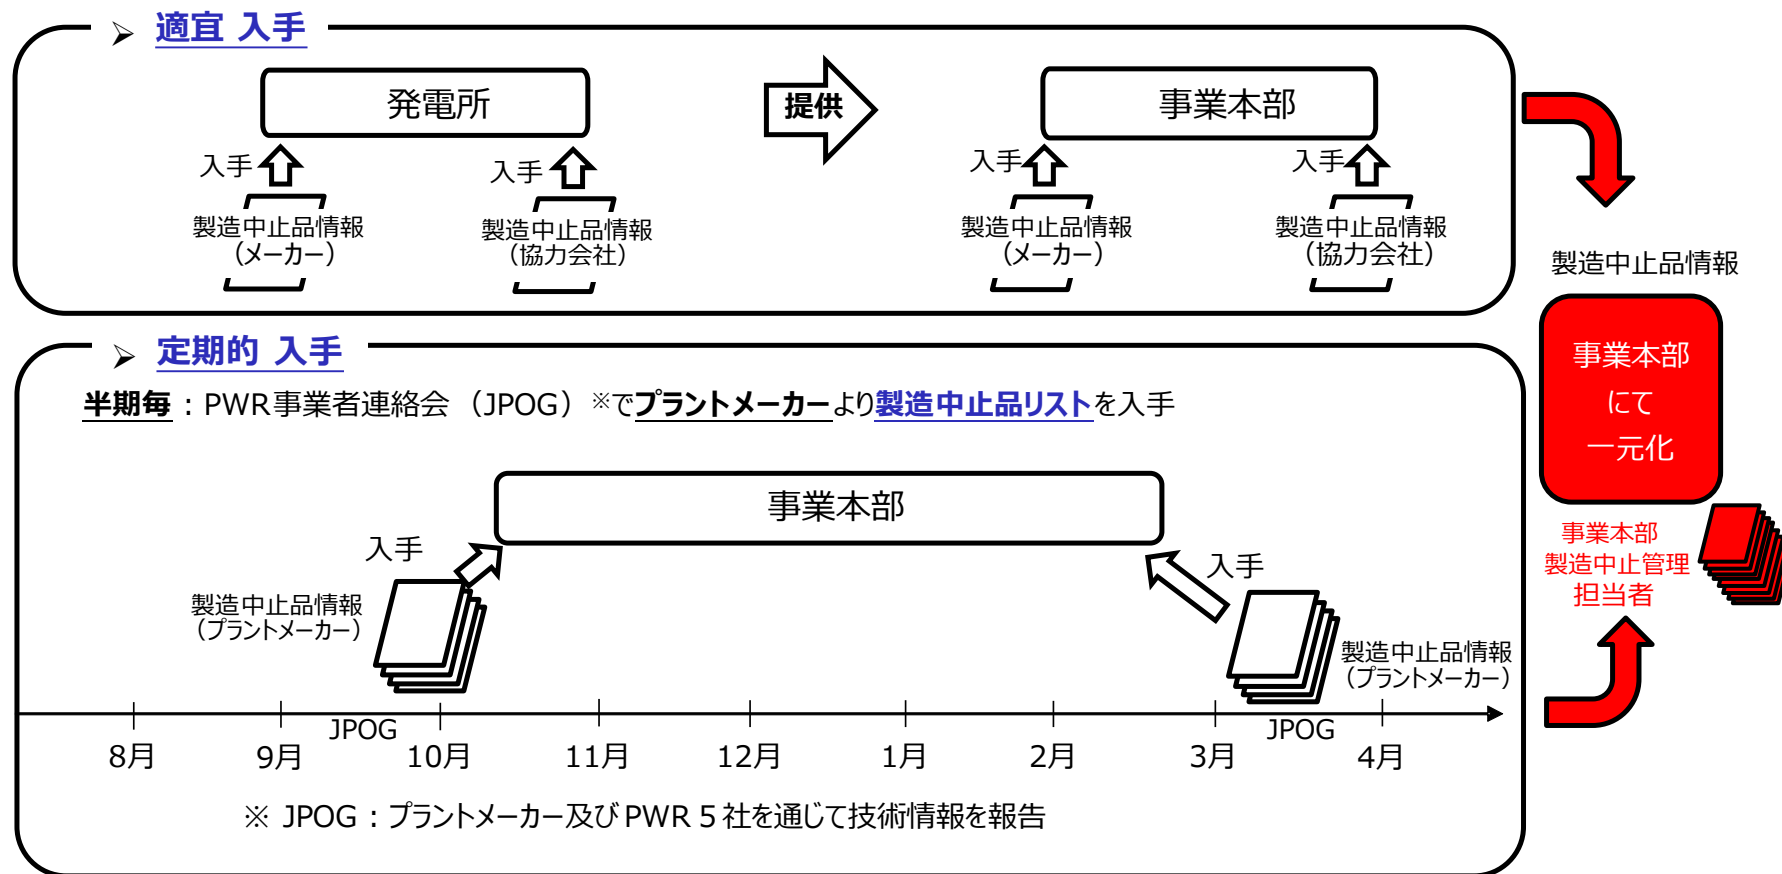 ➢ 適宜 入手
発電所
提供
事業本部
入手
入手
入手
入手
製造中止品情報
（メーカー）
製造中止品情報
（協力会社）
製造中止品情報
（メーカー）
製造中止品情報
（協力会社）
製造中止品情報
事業本部
にて
一元化
事業本部
製造中止管理
担当者
➢ 定期的 入手
半期毎：PWR事業者連絡会（JPOG）※でプラントメーカーより製造中止品リストを入手
事業本部
入手
入手
製造中止品情報
（プラントメーカー）
製造中止品情報
（プラントメーカー）
JPOG
JPOG
8月 9月 10月 11月 12月 1月 2月 3月 4月
※ JPOG：プラントメーカー及びPWR５社を通じて技術情報を報告